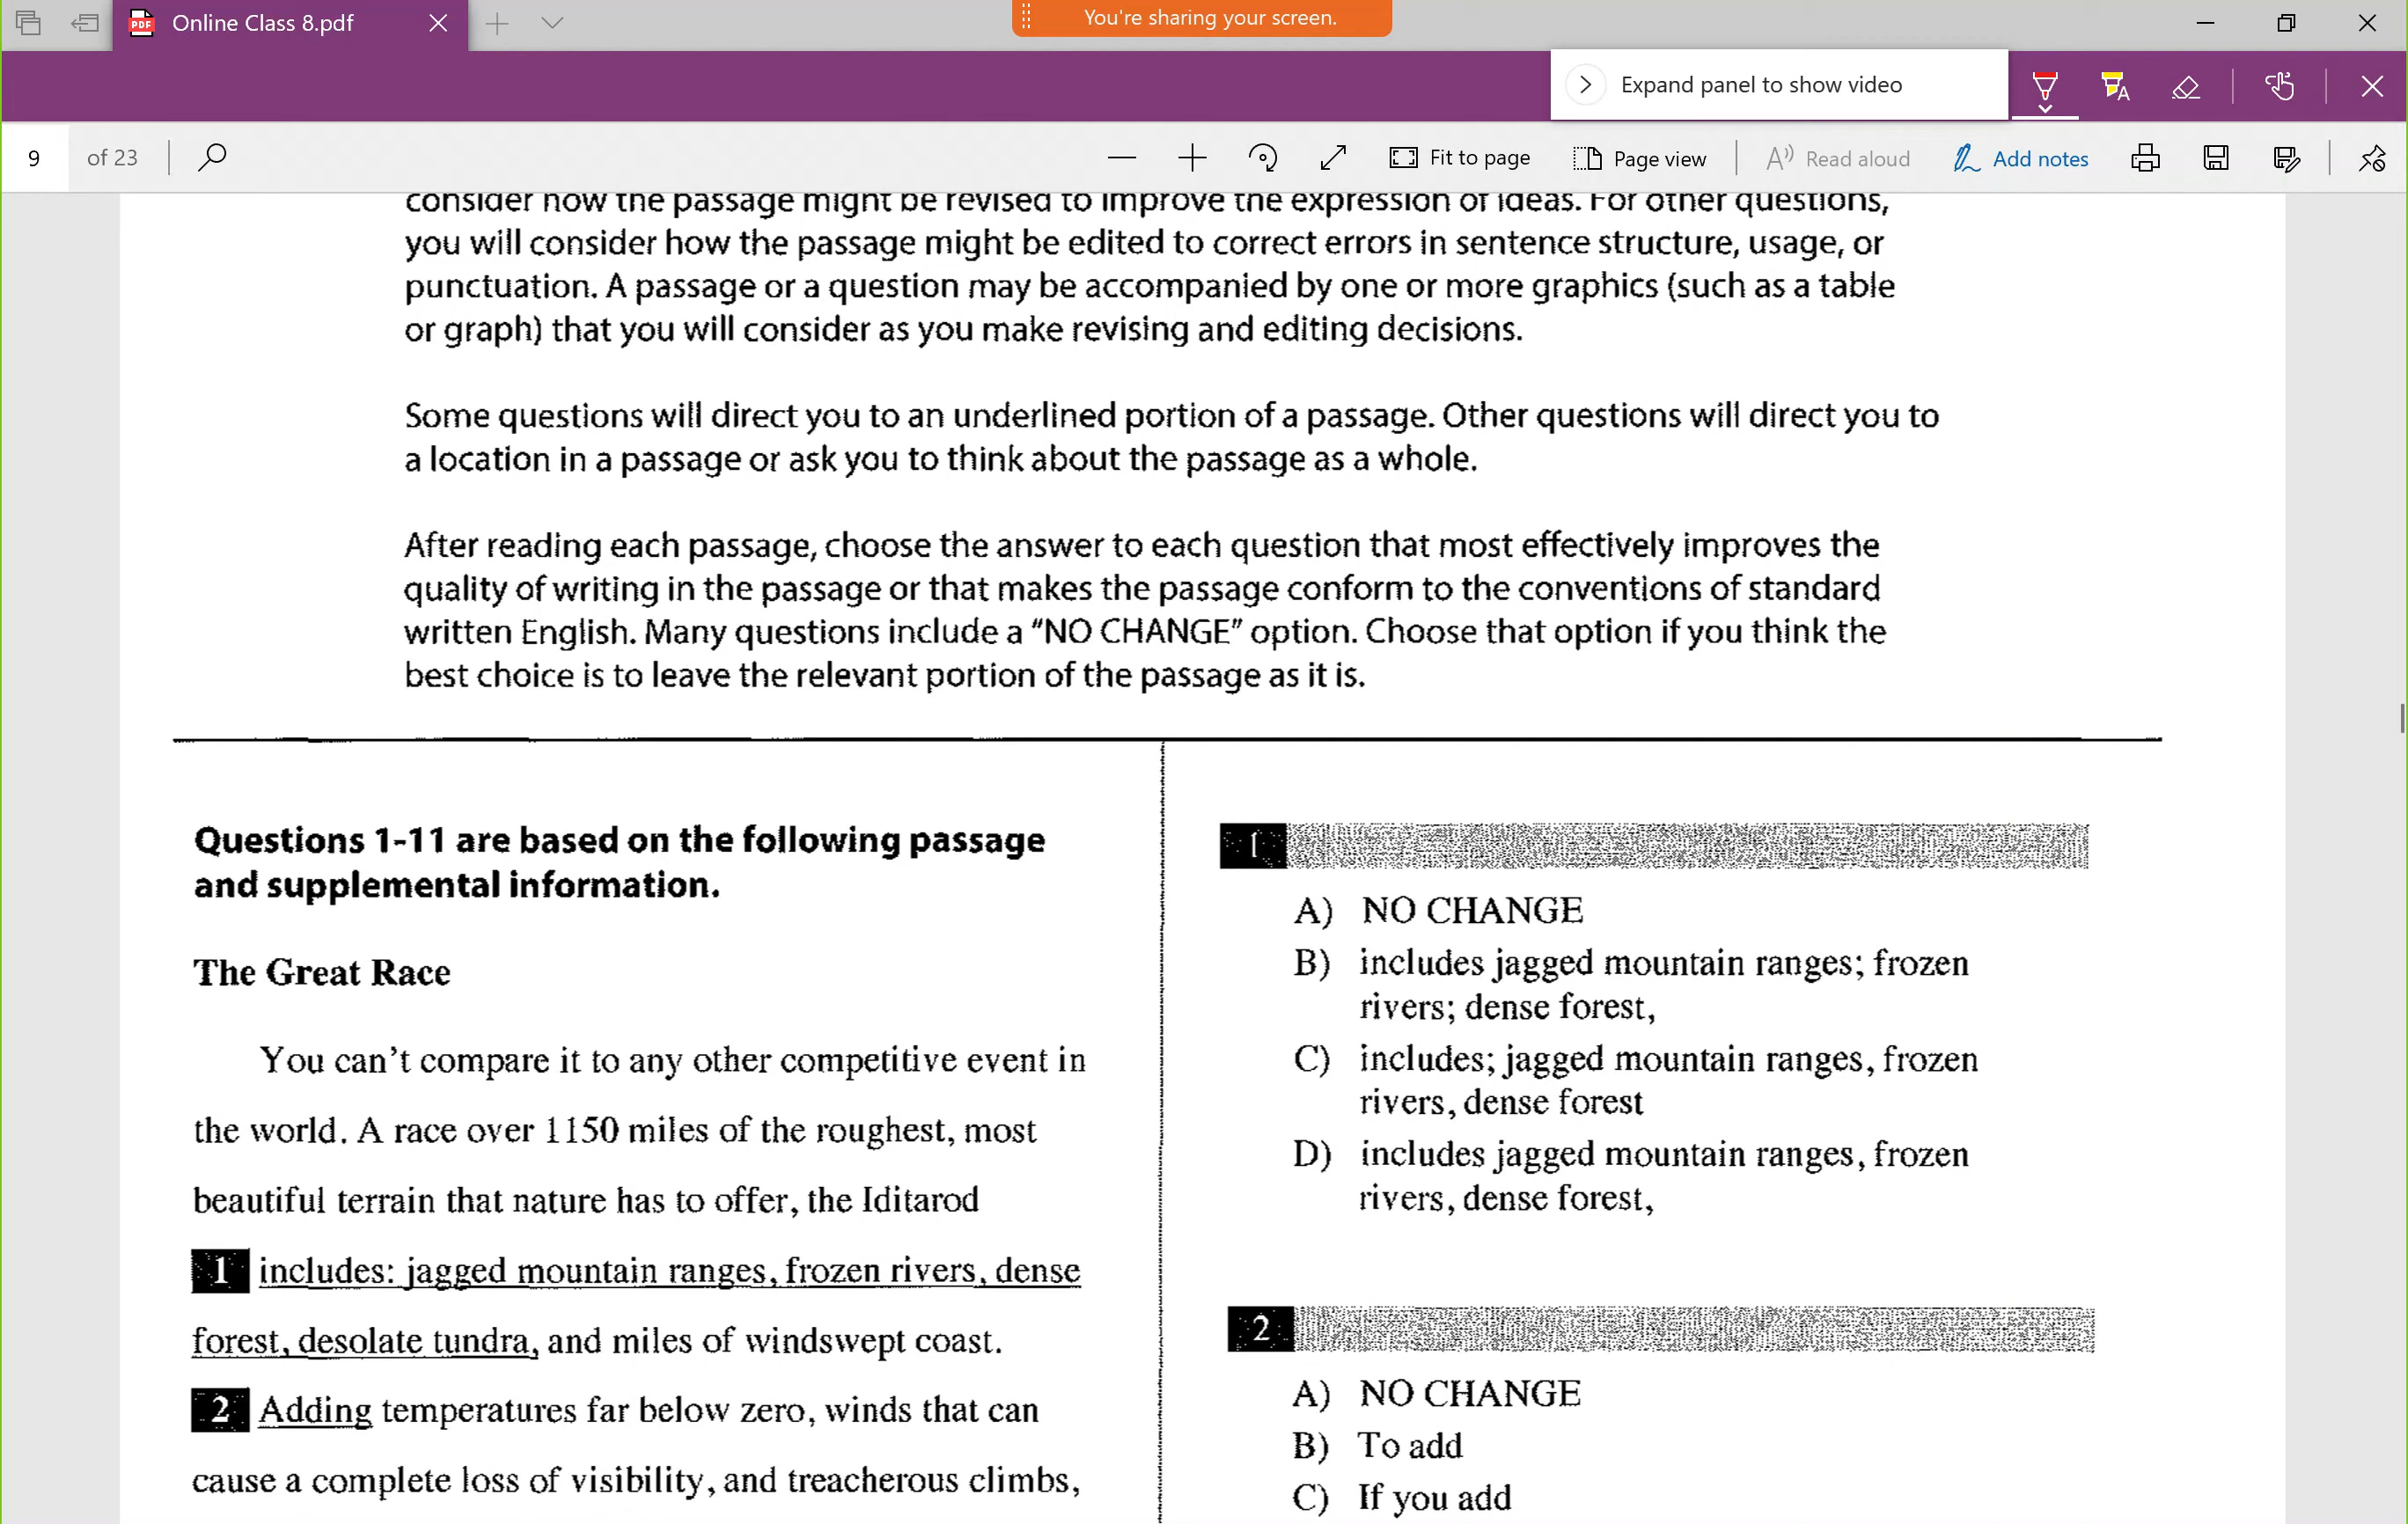 Online Class 8.pdf
You're sharing your screen.
Expand panel to show video
9 of 23
Fit to page
Page view
Read aloud
Add notes
consider how the passage might be revised to improve the expression of ideas. For other questions,
you will consider how the passage might be edited to correct errors in sentence structure, usage, or
punctuation. A passage or a question may be accompanied by one or more graphics (such as a table
or graph) that you will consider as you make revising and editing decisions.
Some questions will direct you to an underlined portion of a passage. Other questions will direct you to
a location in a passage or ask you to think about the passage as a whole.
After reading each passage, choose the answer to each question that most effectively improves the
quality of writing in the passage or that makes the passage conform to the conventions of standard
written English. Many questions include a “NO CHANGE” option. Choose that option if you think the
best choice is to leave the relevant portion of the passage as it is.
Questions 1-11 are based on the following passage
and supplemental information.
The Great Race
You can’t compare it to any other competitive event in
the world. A race over 1150 miles of the roughest, most
beautiful terrain that nature has to offer, the Iditarod
1 includes: jagged mountain ranges, frozen rivers, dense
forest, desolate tundra, and miles of windswept coast.
2 Adding temperatures far below zero, winds that can
cause a complete loss of visibility, and treacherous climbs,
1
A) NO CHANGE
B) includes jagged mountain ranges; frozen
rivers; dense forest,
C) includes; jagged mountain ranges, frozen
rivers, dense forest
D) includes jagged mountain ranges, frozen
rivers, dense forest,
2
A) NO CHANGE
B) To add
C) If you add